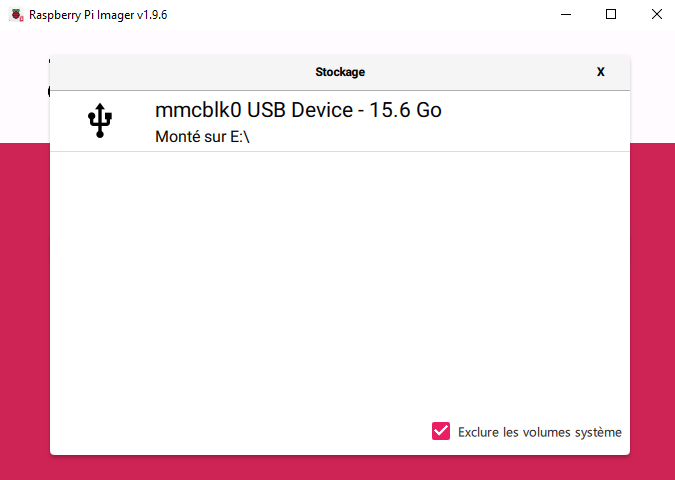 Raspberry Pi Imager v1.9.6
Stockage
X
mmcblk0 USB Device - 15.6 Go
Monté sur E:\
Exclure les volumes système